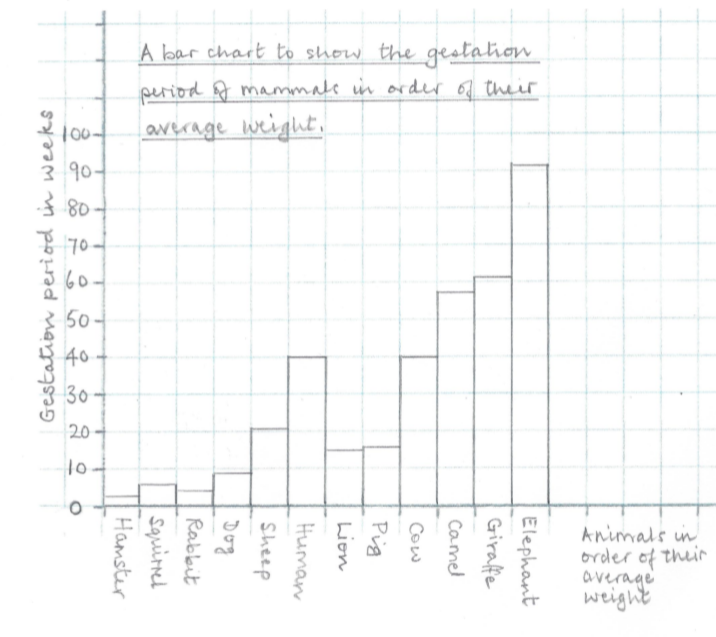 A bar chart to show the gestation
period of mammals in order of their
average weight.
Gestation period in weeks
100
90
80
70
60
50
40
30
20
10
0
Hamster
Squirrel
Rabbit
Dog
Sheep
Human
Lion
Pig
Cow
Camel
Giraffe
Elephant
Animals in
order of their
average
weight